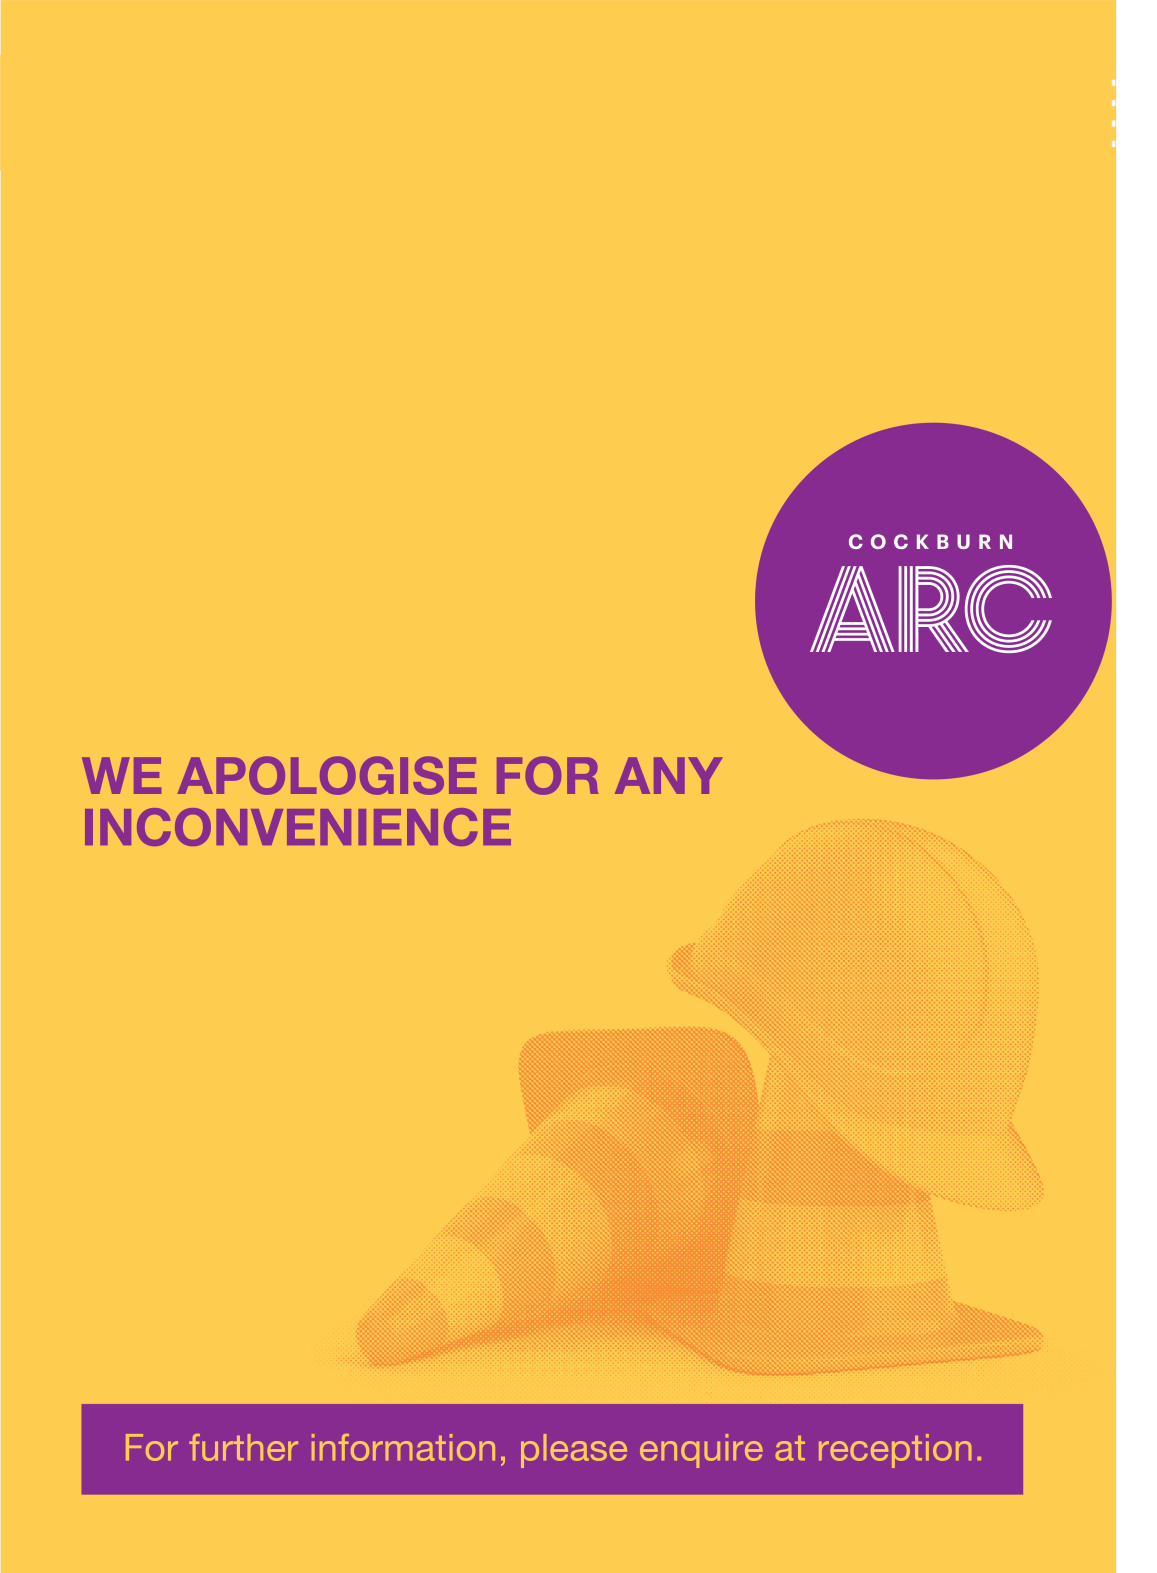 COCKBURN
ARC
WE APOLOGISE FOR ANY
INCONVENIENCE
For further information, please enquire at reception.